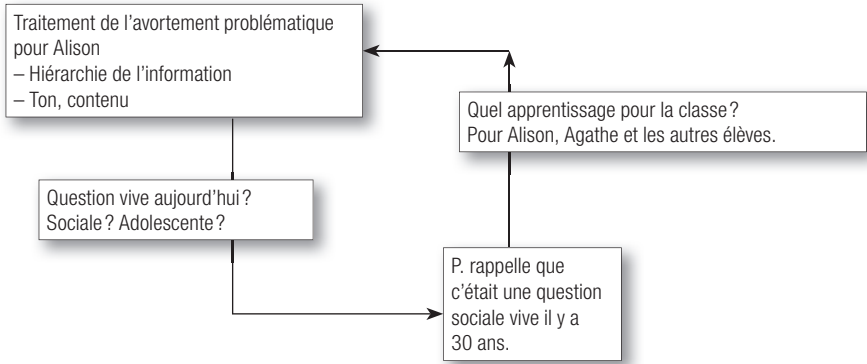 Traitement de l’avortement problématique
pour Alison
– Hiérarchie de l’information
– Ton, contenu
Quel apprentissage pour la classe ?
Pour Alison, Agathe et les autres élèves.
Question vive aujourd’hui ?
Sociale ? Adolescente ?
P. rappelle que
c’était une question
sociale vive il y a
30 ans.